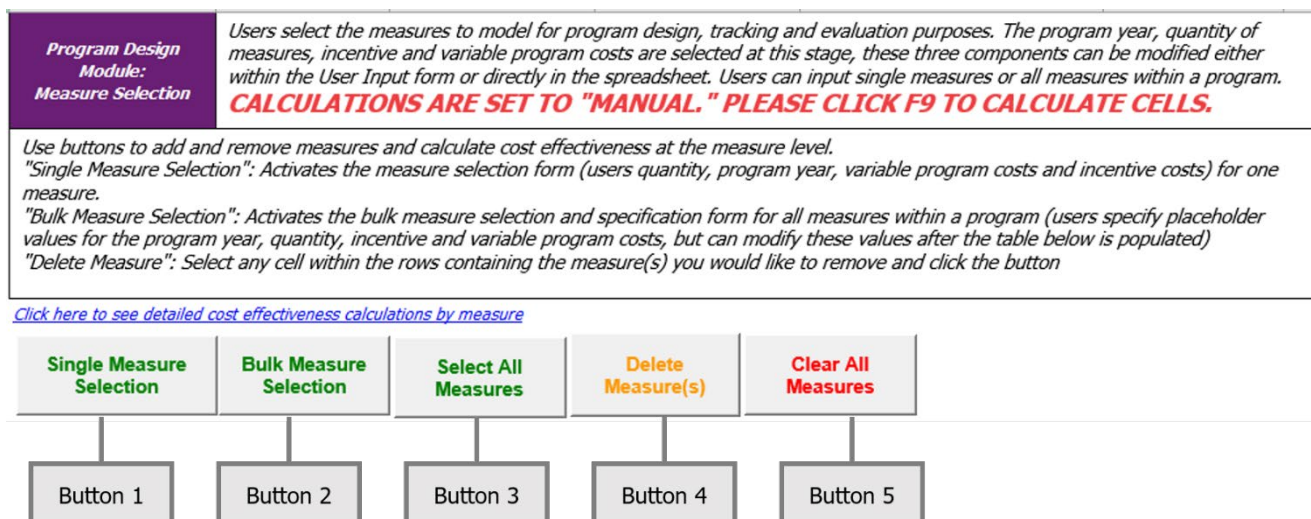 Program Design
Module:
Measure Selection
Users select the measures to model for program design, tracking and evaluation purposes. The program year, quantity of
measures, incentive and variable program costs are selected at this stage, these three components can be modified either
within the User Input form or directly in the spreadsheet. Users can input single measures or all measures within a program.
CALCULATIONS ARE SET TO "MANUAL." PLEASE CLICK F9 TO CALCULATE CELLS.
Use buttons to add and remove measures and calculate cost effectiveness at the measure level.
"Single Measure Selection": Activates the measure selection form (users quantity, program year, variable program costs and incentive costs) for one
measure.
"Bulk Measure Selection": Activates the bulk measure selection and specification form for all measures within a program (users specify placeholder
values for the program year, quantity, incentive and variable program costs, but can modify these values after the table below is populated)
"Delete Measure": Select any cell within the rows containing the measure(s) you would like to remove and click the button
Click here to see detailed cost effectiveness calculations by measure
Single Measure
Selection
Bulk Measure
Selection
Select All
Measures
Delete
Measure(s)
Clear All
Measures
Button 1
Button 2
Button 3
Button 4
Button 5